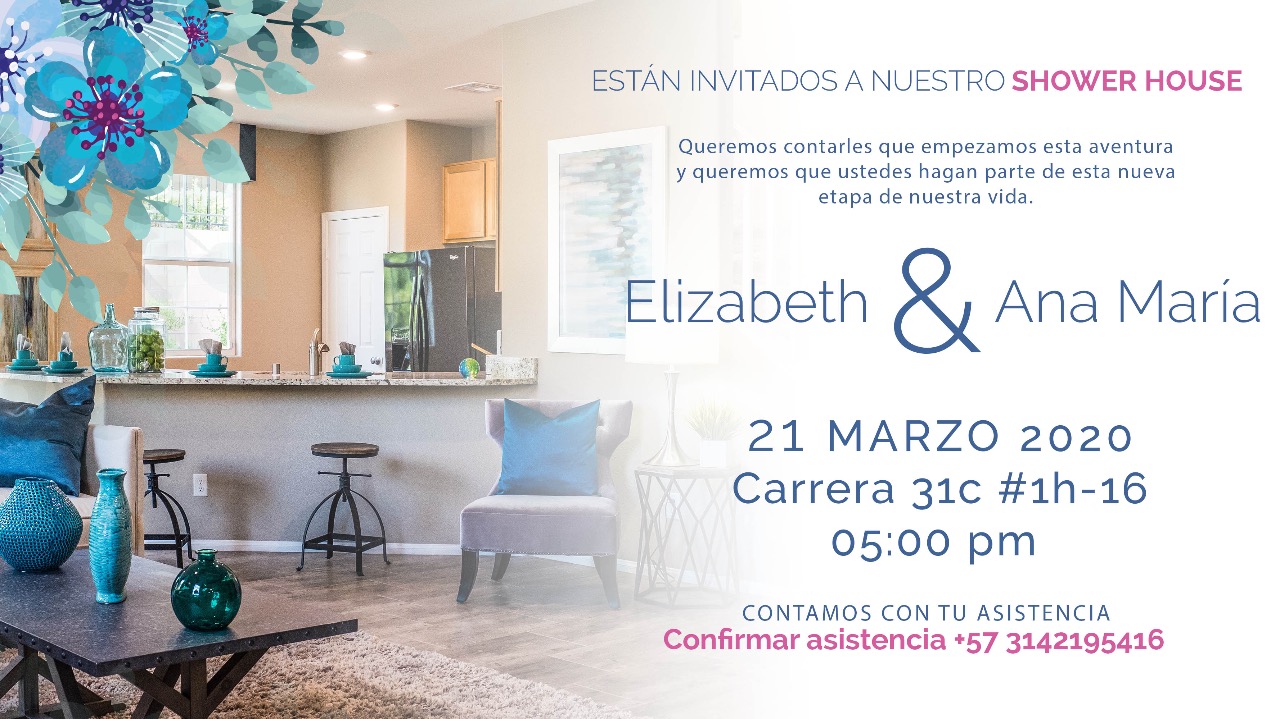 ESTÁN INVITADOS A NUESTRO SHOWER HOUSE
Queremos contarles que empezamos esta aventura
y queremos que ustedes hagan parte de esta nueva
etapa de nuestra vida.
Elizabeth & Ana María
21 MARZO 2020
Carrera 31c #1h-16
05:00 pm
CONTAMOS CON TU ASISTENCIA
Confirmar asistencia +57 3142195416